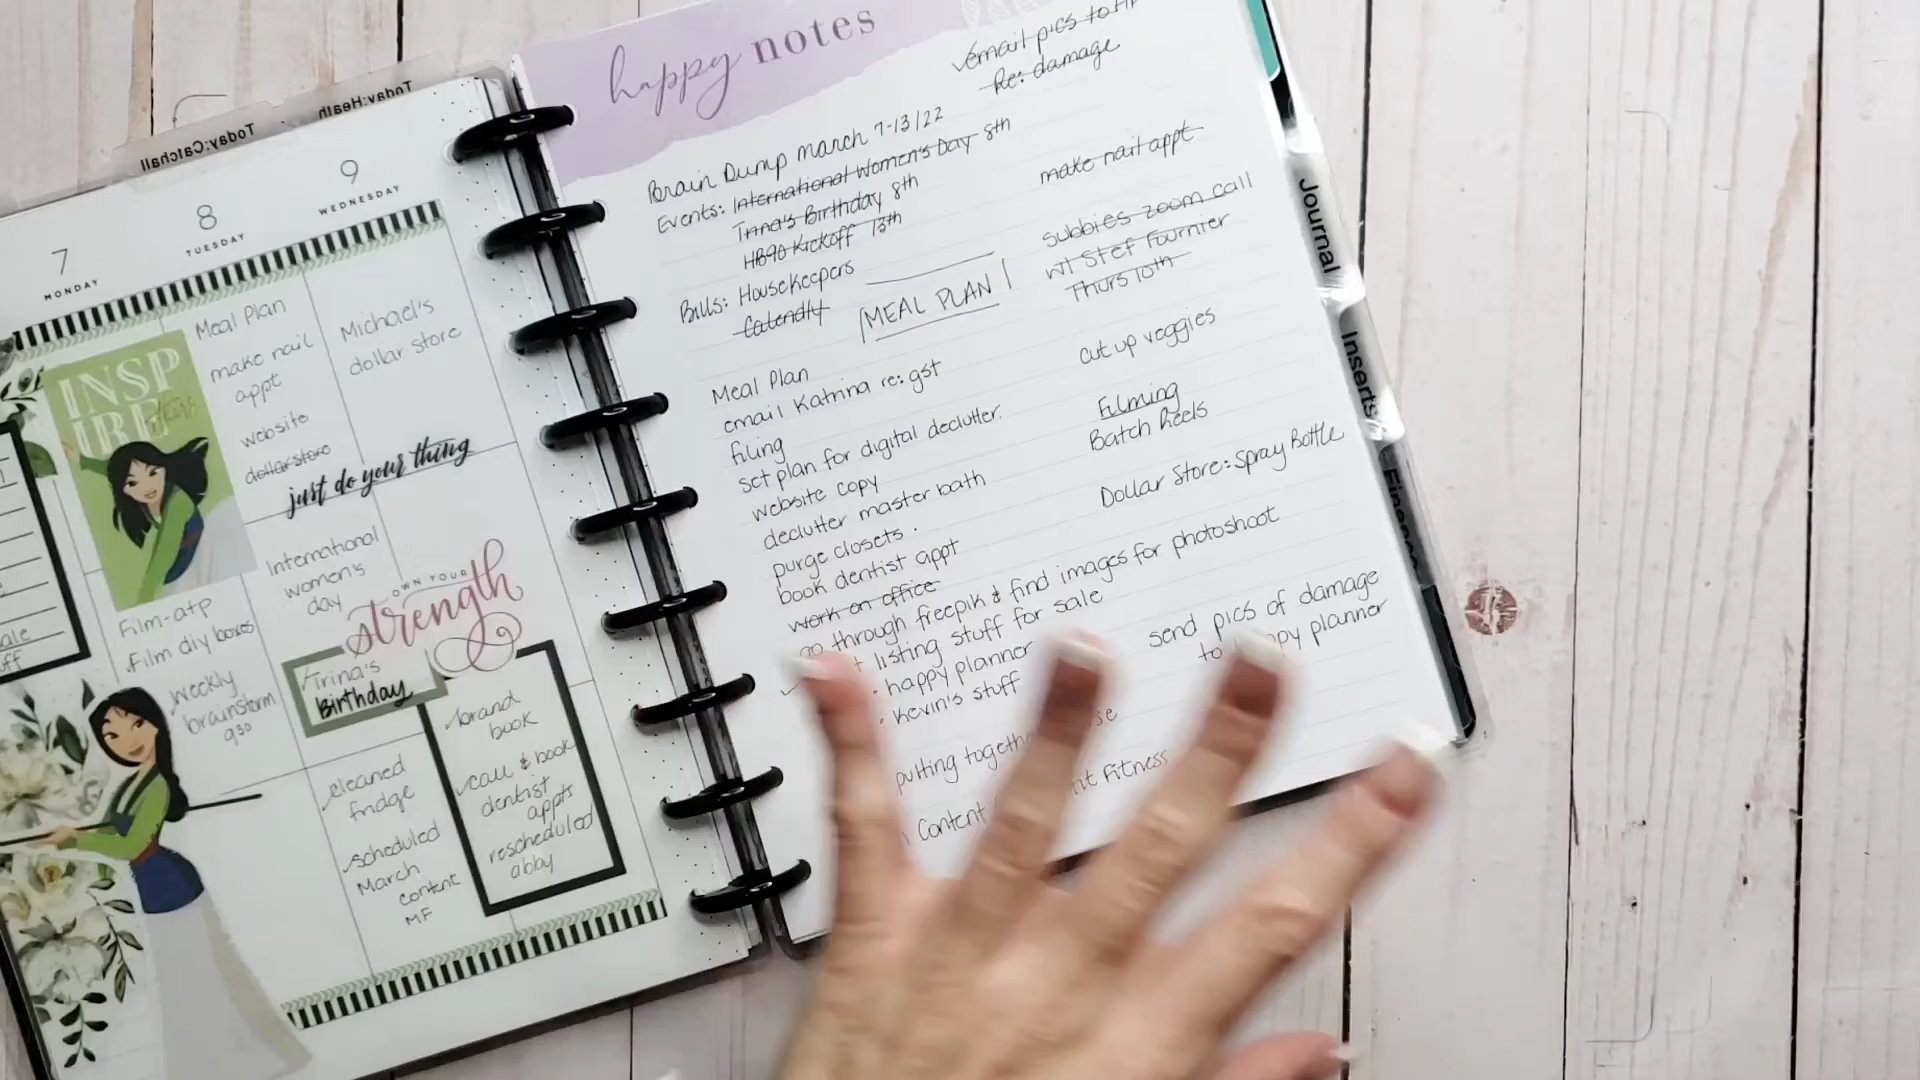 Today:Catchall
Today:Health
7
MONDAY
8
TUESDAY
9
WEDNESDAY
INSP
IRE
Film-atp
Film diy boxes
weekly
brainstorm
930
Meal Plan
make nail
appt
website
dollar store
just do your thing
International
women's
day
OWN YOUR
strength
Trina's
Birthday
cleaned
fridge
scheduled
March
content
MF
Michael's
dollar store
brand
book
call & book
dentist
appts
rescheduled
abby
happy notes
email pics to
Re: damage
Brain Dump march 7-13/22
Events: International Women's Day 8th
Trina's Birthday 8th
HB90 Kickoff 13th
Bills: Housekeepers
Calendly
MEAL PLAN
make nail appt
subbies zoom call
w/ Stef Fournier
Thurs 10th
Meal Plan
email Katrina re: gst
filing
set plan for digital declutter
website copy
declutter master bath
purge closets
book dentist appt
work on office
go through freepik & find images for photoshoot
listing stuff for sale
• happy planner
• Kevin's stuff
putting
Content
Fitness
cut up veggies
Filming
Batch Reels
Dollar Store: Spray Bottle
send pics of damage
to planner
Journal
Inserts